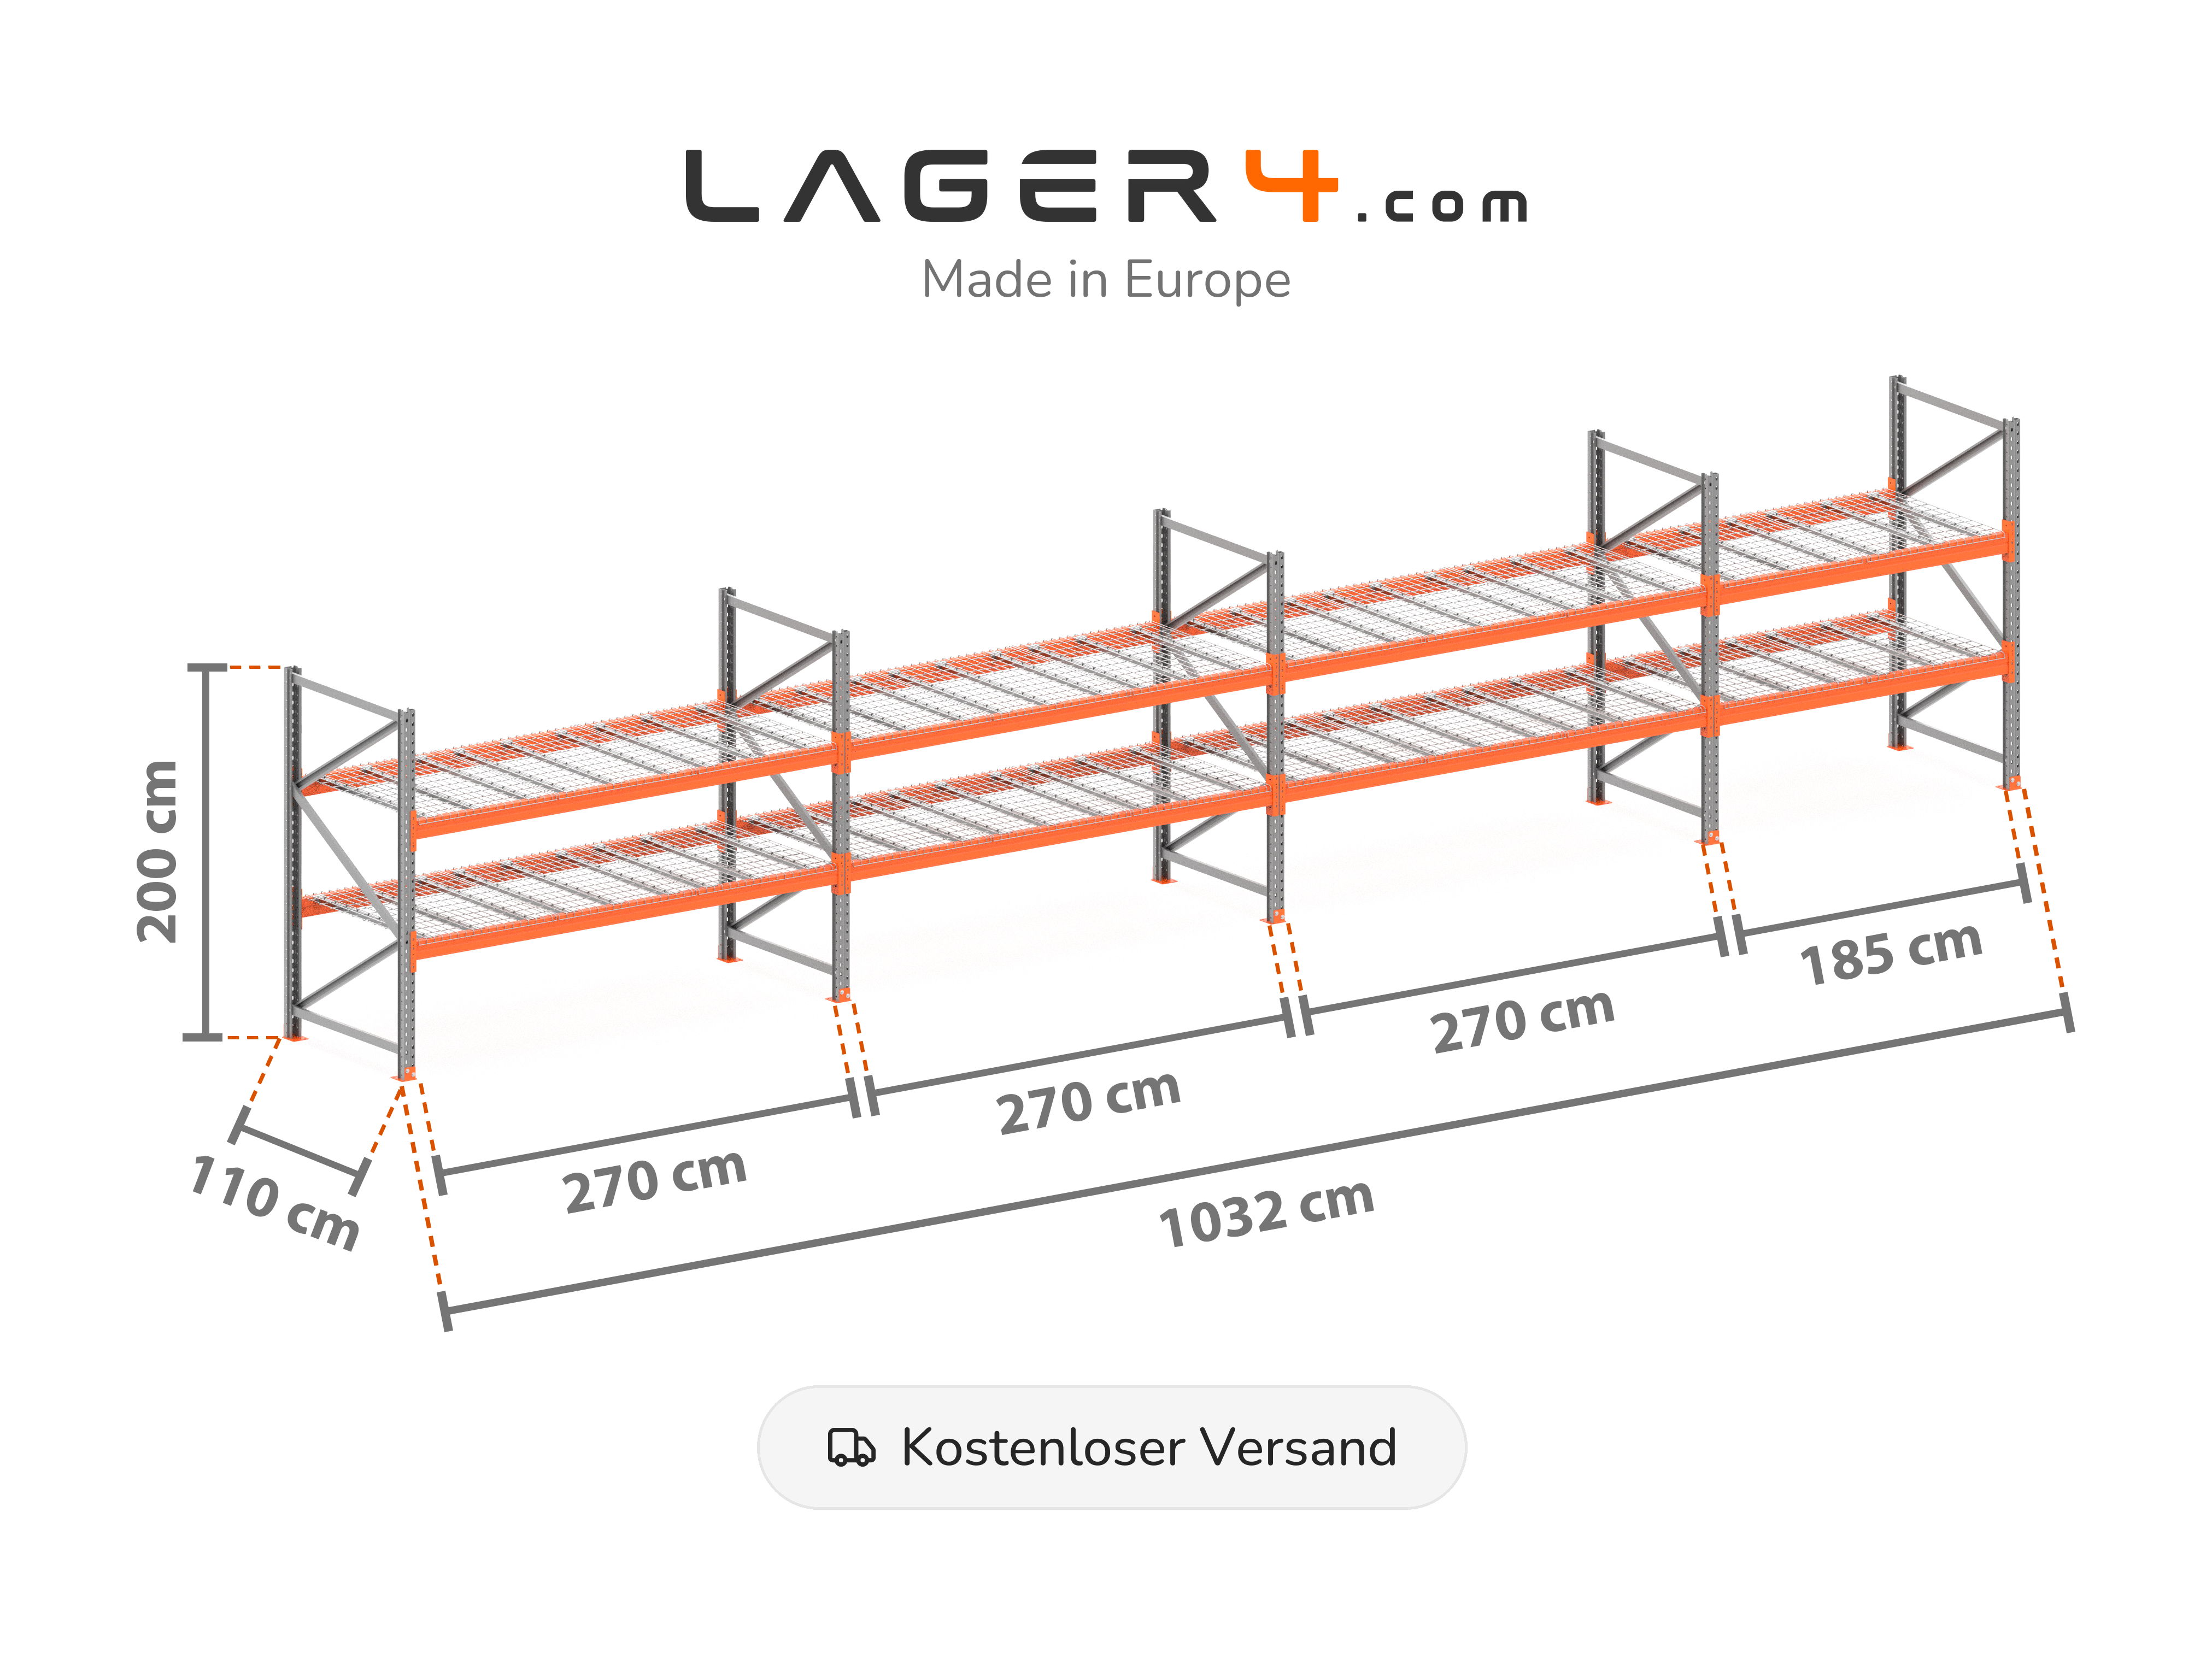 LAGER4.com
Made in Europe
200 cm
110 cm
270 cm
270 cm
270 cm
185 cm
1032 cm
Kostenloser Versand